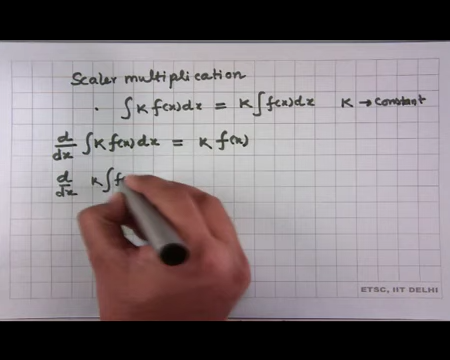 Scaler multiplication
. ∫ K f(x) dx = K ∫ f(x) dx K → constant
d/dx ∫ K f(x) dx = K f(x)
d/dx K ∫ f
ETSC, IIT DELHI